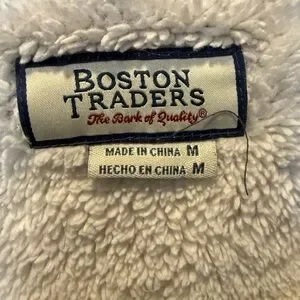 BOSTON
TRADERS
The Bark of Quality®
MADE IN CHINA M
HECHO EN CHINA M